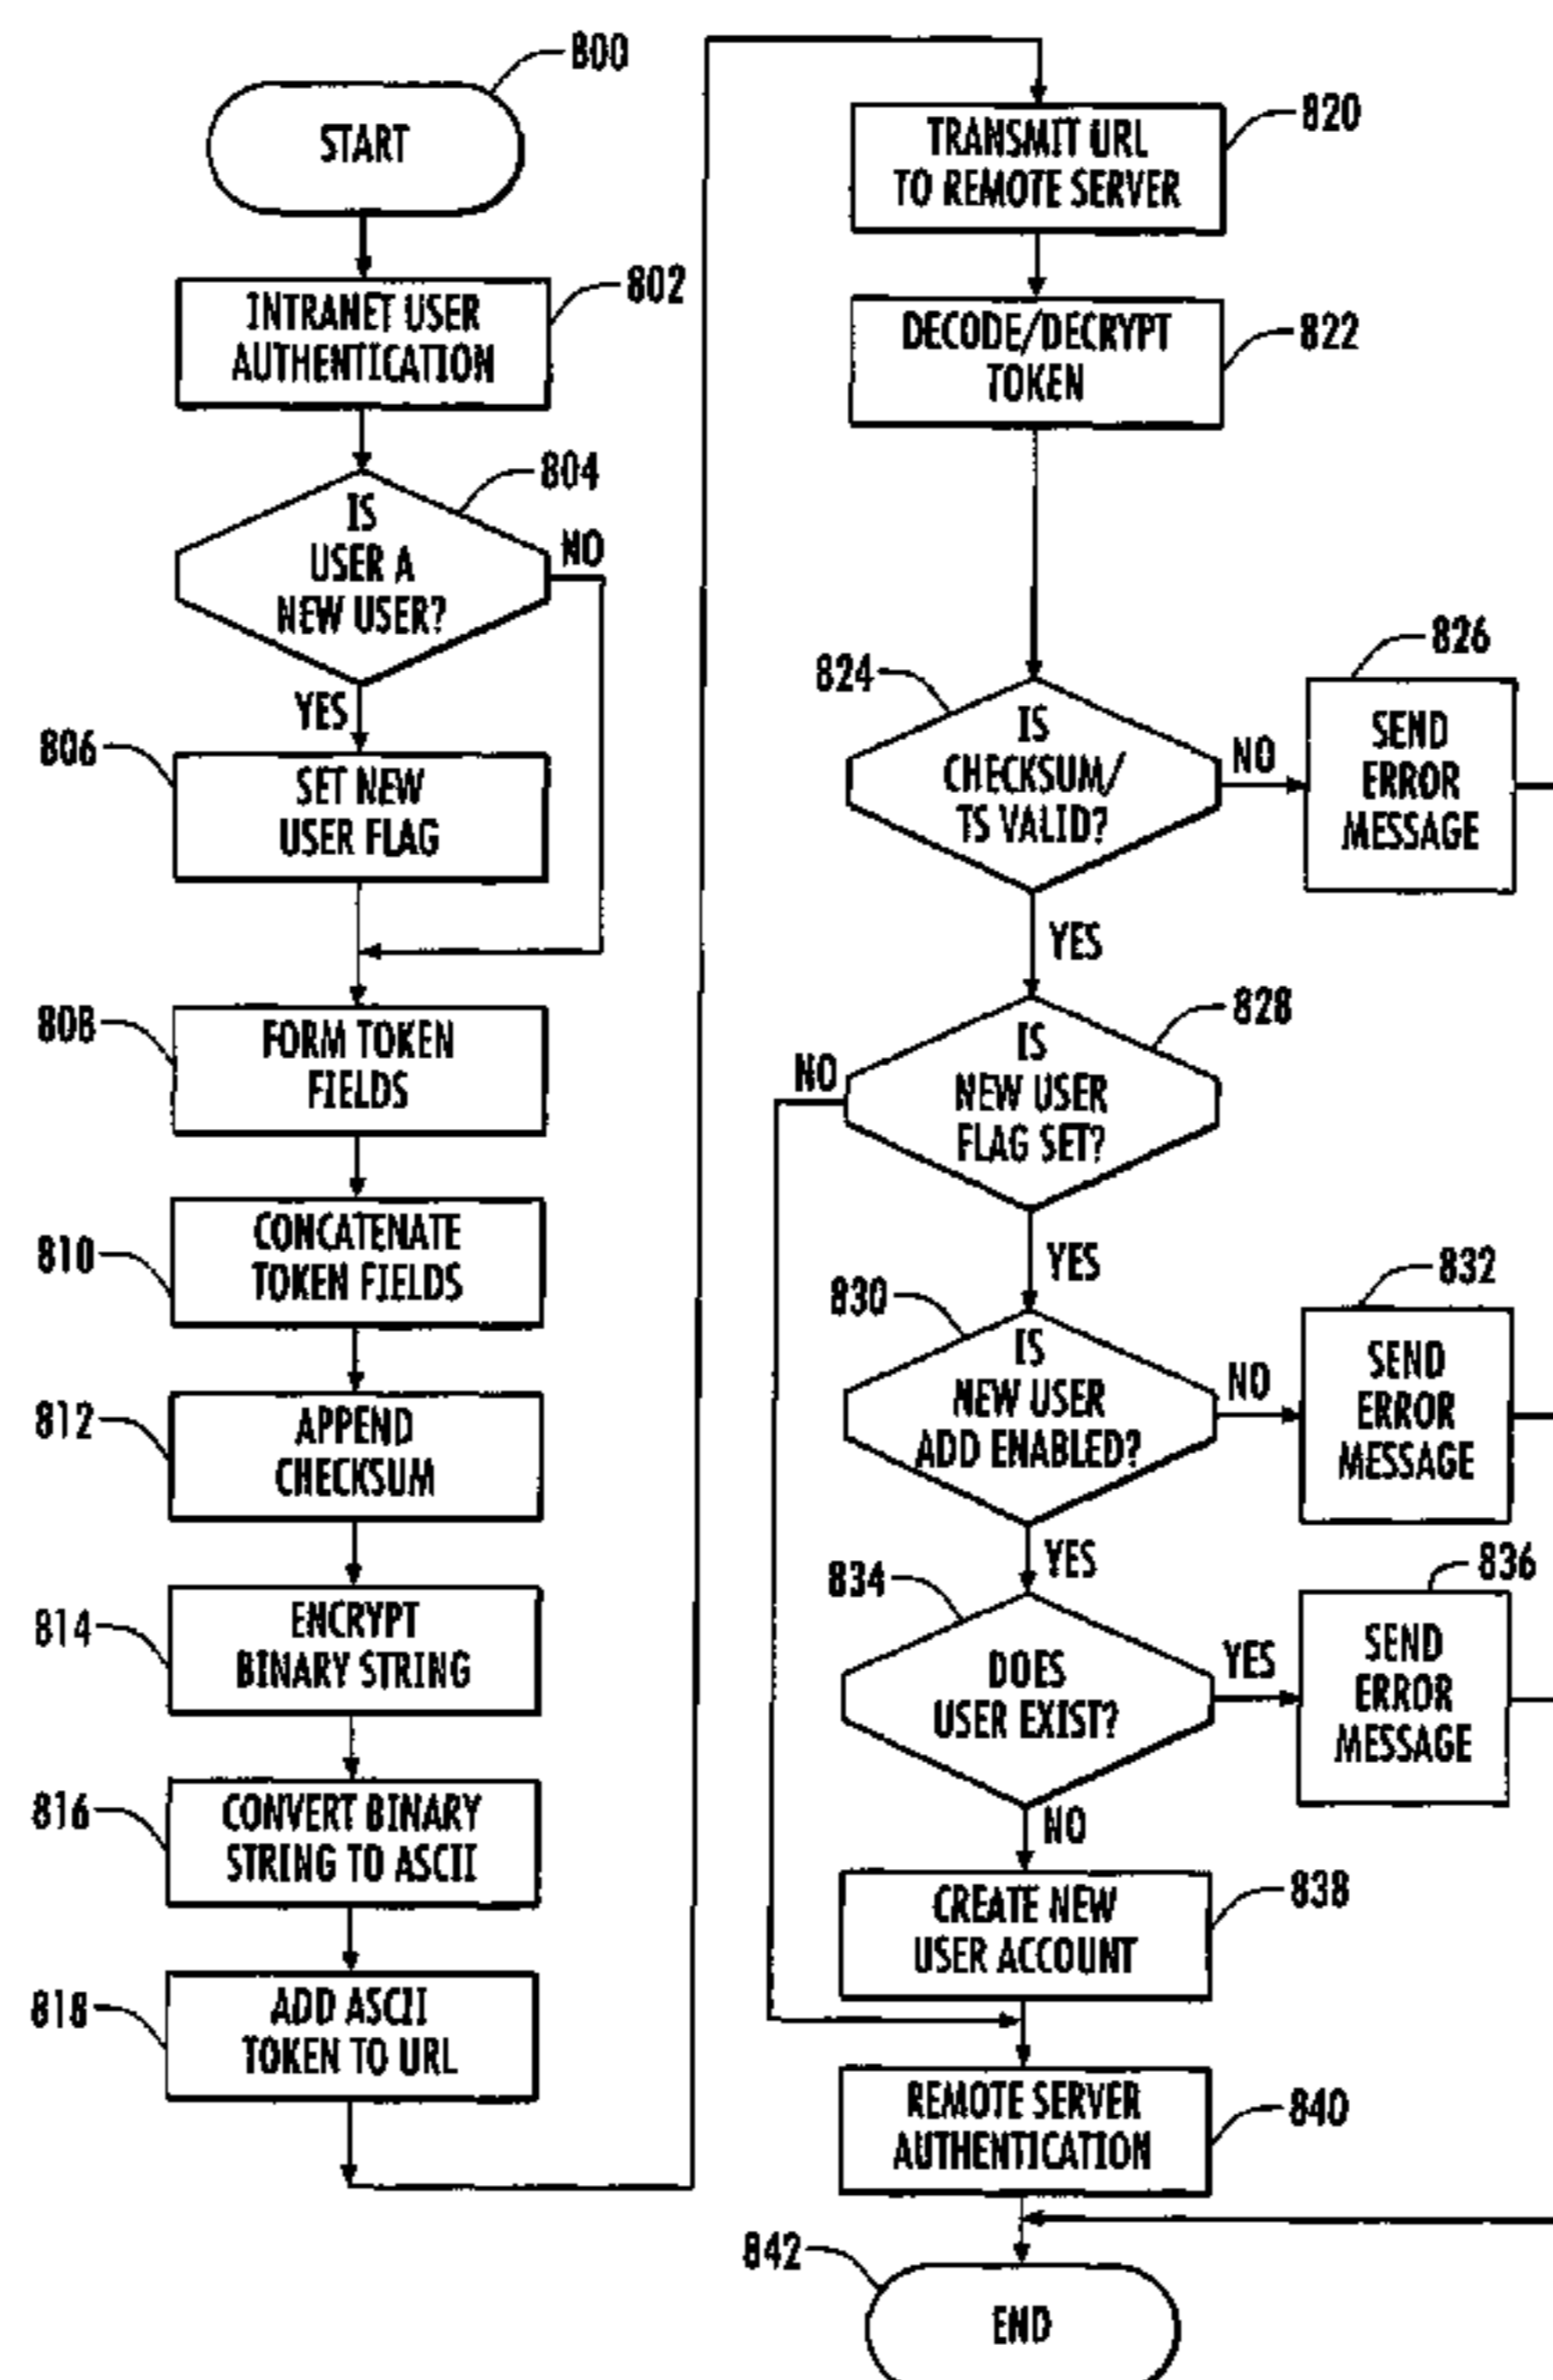 800
START
802
INTRANET USER
AUTHENTICATION
804
IS
USER A
NEW USER?
NO
YES
806
SET NEW
USER FLAG
808
FORM TOKEN
FIELDS
810
CONCATENATE
TOKEN FIELDS
812
APPEND
CHECKSUM
814
ENCRYPT
BINARY STRING
816
CONVERT BINARY
STRING TO ASCII
818
ADD ASCII
TOKEN TO URL
820
TRANSMIT URL
TO REMOTE SERVER
822
DECODE/DECRYPT
TOKEN
824
IS
CHECKSUM/
TS VALID?
NO
826
SEND
ERROR
MESSAGE
YES
828
IS
NEW USER
FLAG SET?
NO
YES
830
IS
NEW USER
ADD ENABLED?
NO
832
SEND
ERROR
MESSAGE
YES
834
DOES
USER EXIST?
YES
836
SEND
ERROR
MESSAGE
NO
838
CREATE NEW
USER ACCOUNT
840
REMOTE SERVER
AUTHENTICATION
842
END